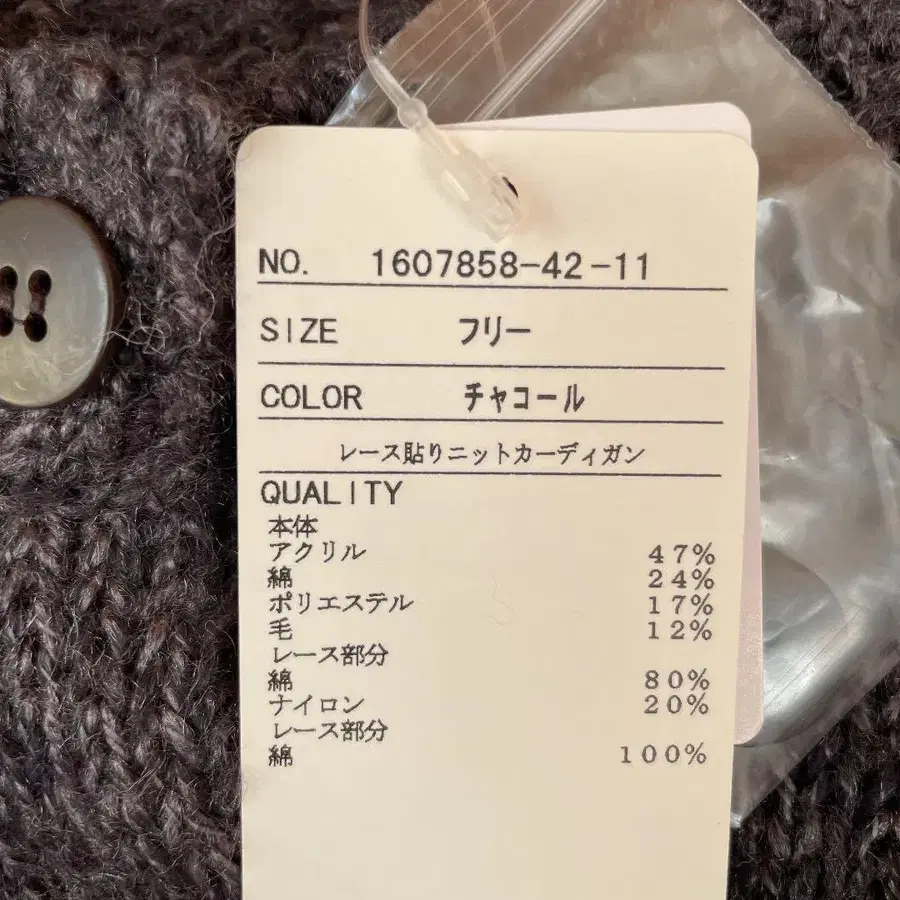 NO. 1607858-42-11
SIZE フリー
COLOR チャコール
レース貼りニットカーディガン
QUALITY
本体
アクリル 47%
綿 24%
ポリエステル 17%
毛 12%
レース部分
綿 80%
ナイロン 20%
レース部分
綿 100%